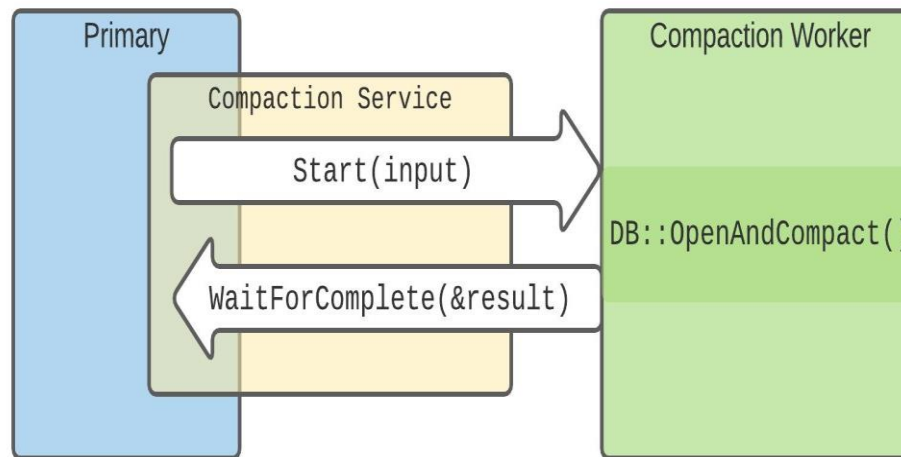 Primary
Compaction Worker
Compaction Service
Start(input)
DB::OpenAndCompact()
WaitForComplete(&result)